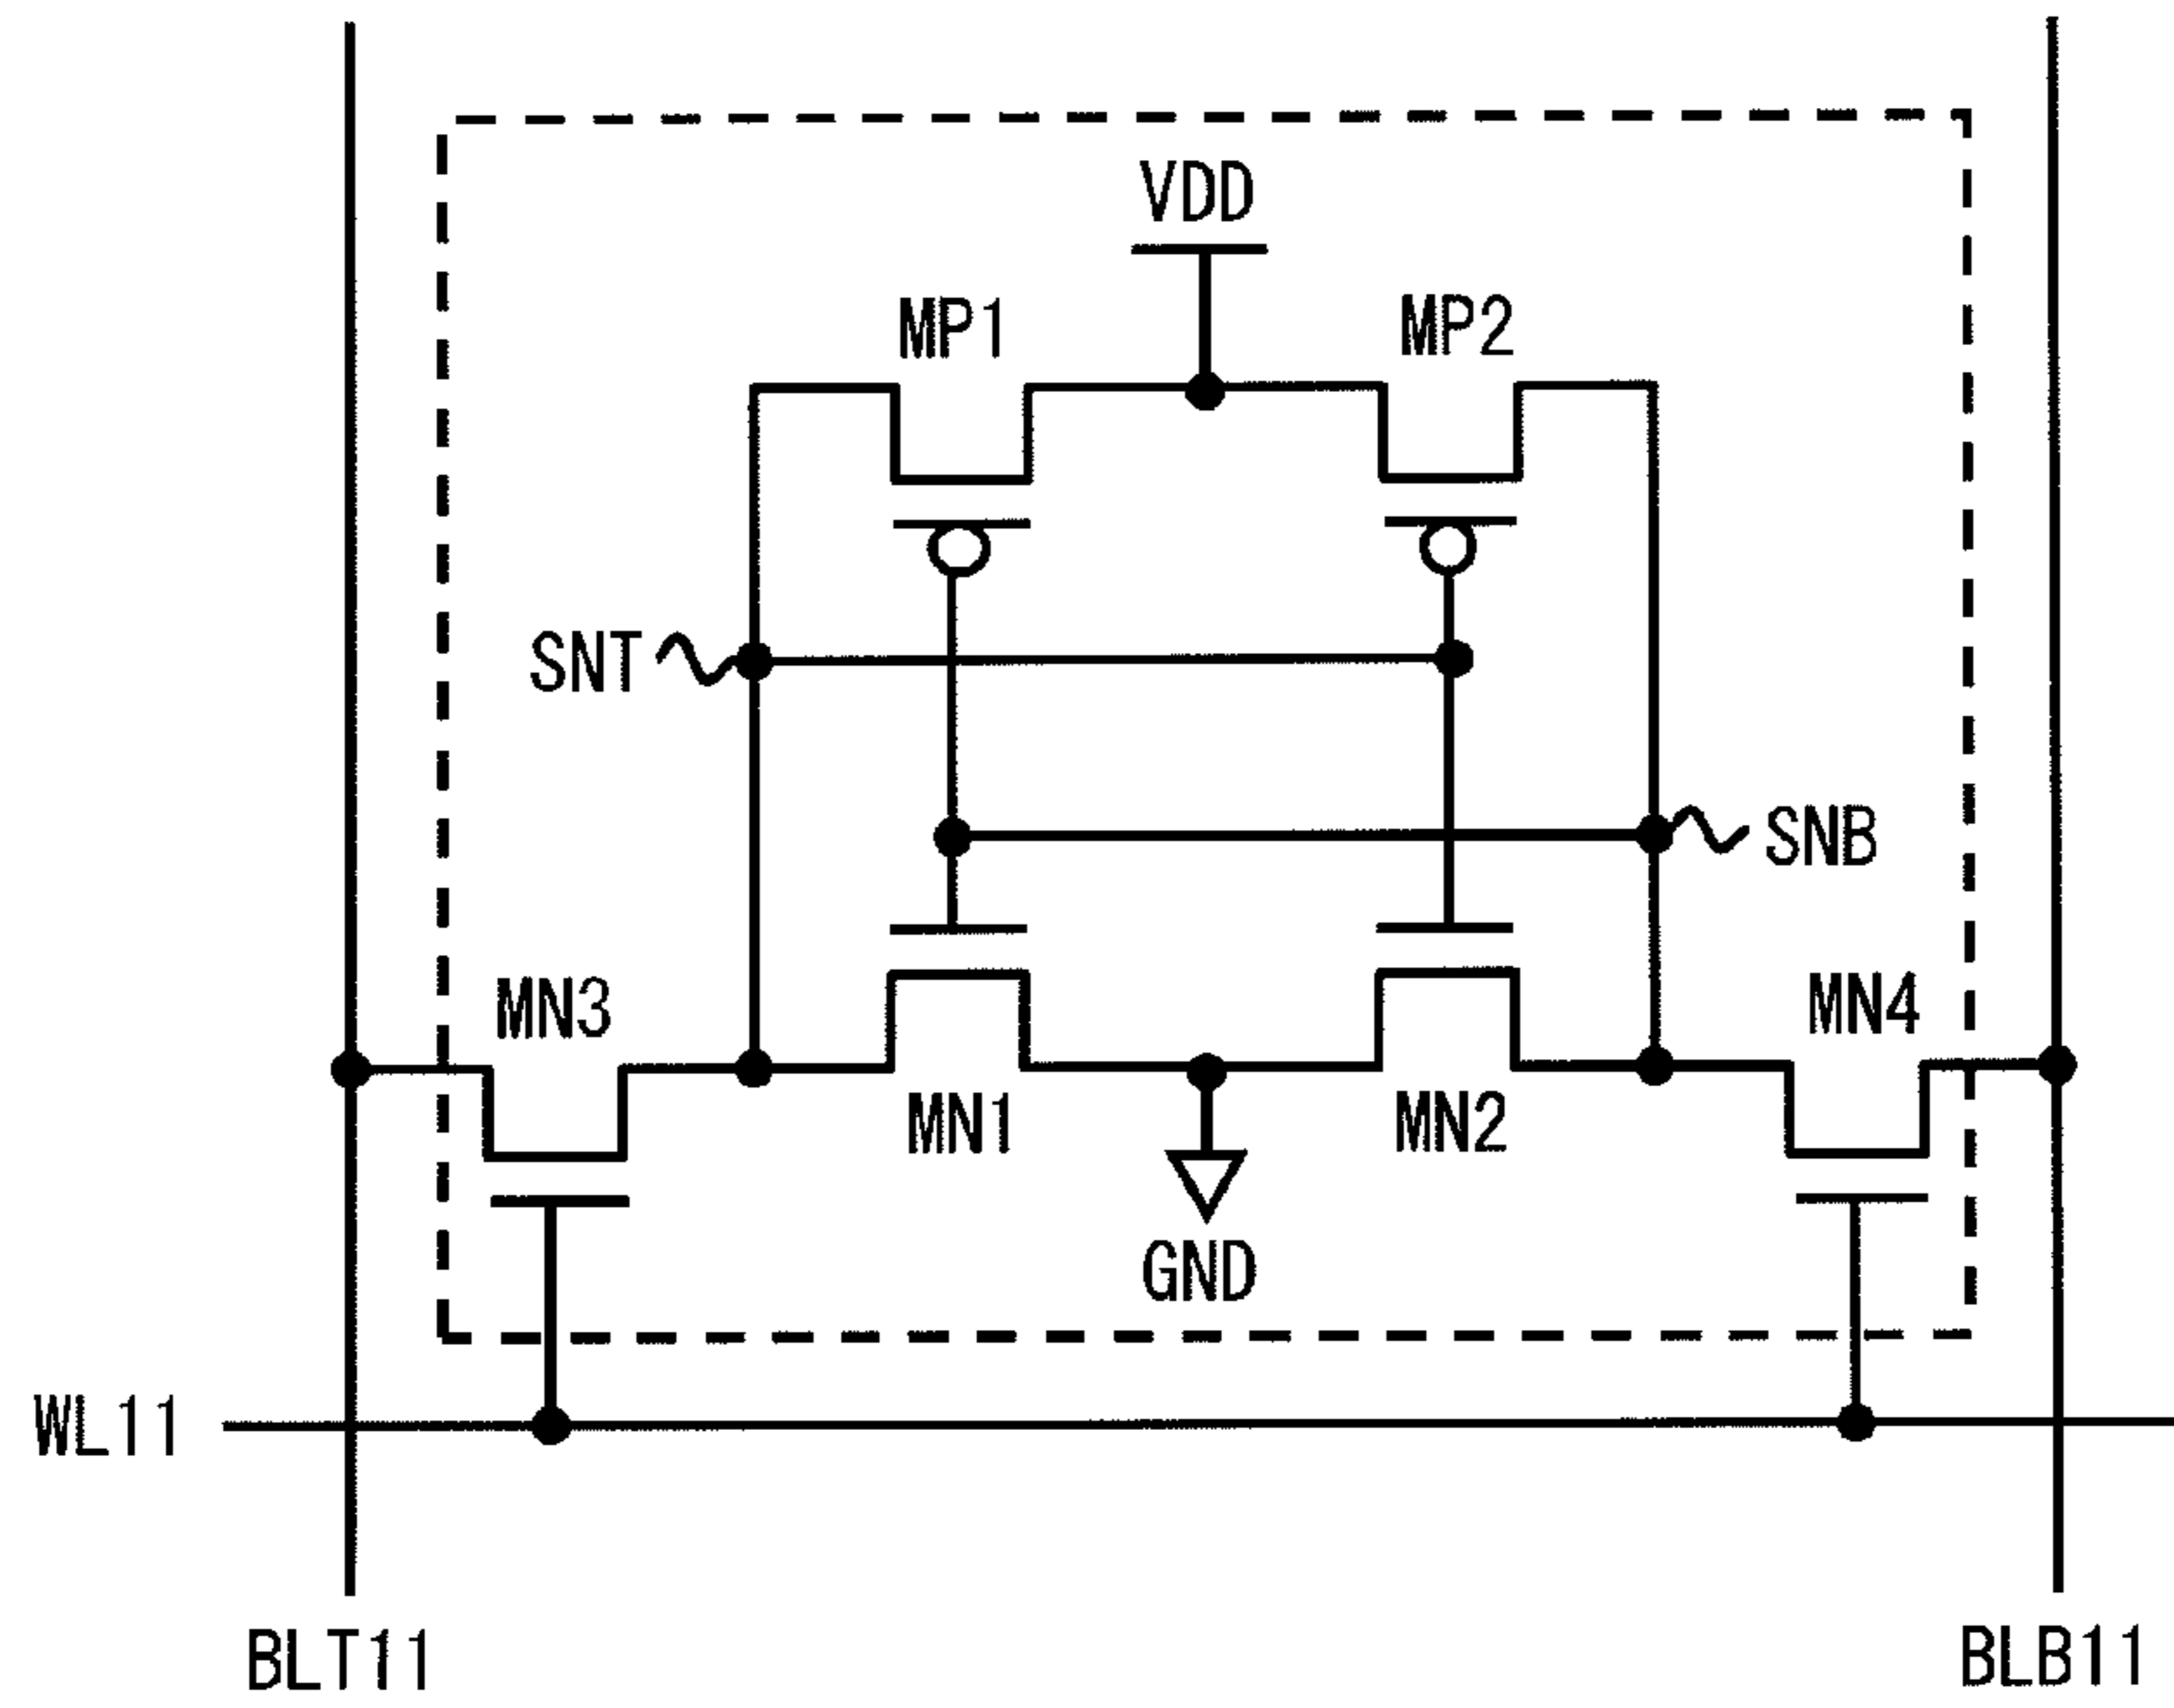 VDD
MP1
MP2
SNT
SNB
MN3
MN4
MN1
MN2
GND
WL11
BLT11
BLB11